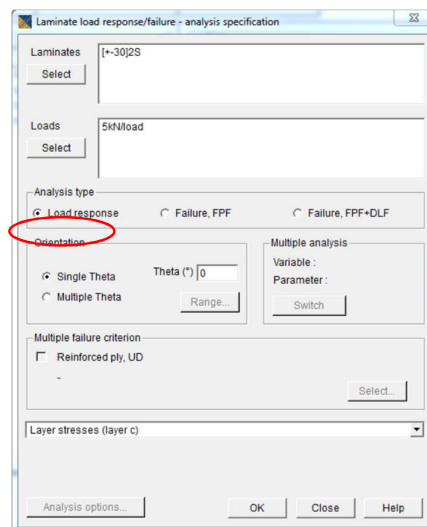 Laminate load response/failure - analysis specification
Laminates
[+-30]2S
Select
Loads
5kN/load
Select
Analysis type
Load response
Failure, FPF
Failure, FPF+DLF
Orientation
Single Theta
Theta (°) 0
Multiple Theta
Range...
Multiple analysis
Variable :
Parameter :
Switch
Multiple failure criterion
Reinforced ply, UD
-
Select...
Layer stresses (layer c)
Analysis options...
OK
Close
Help